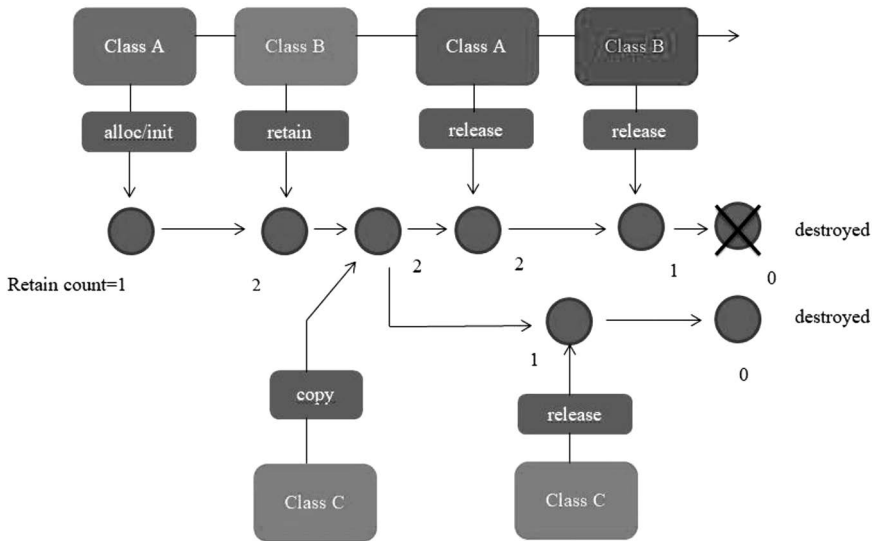 Class A
Class B
Class A
Class B
alloc/init
retain
release
release
destroyed
Retain count=1
2
2
2
1
0
destroyed
1
0
copy
release
Class C
Class C